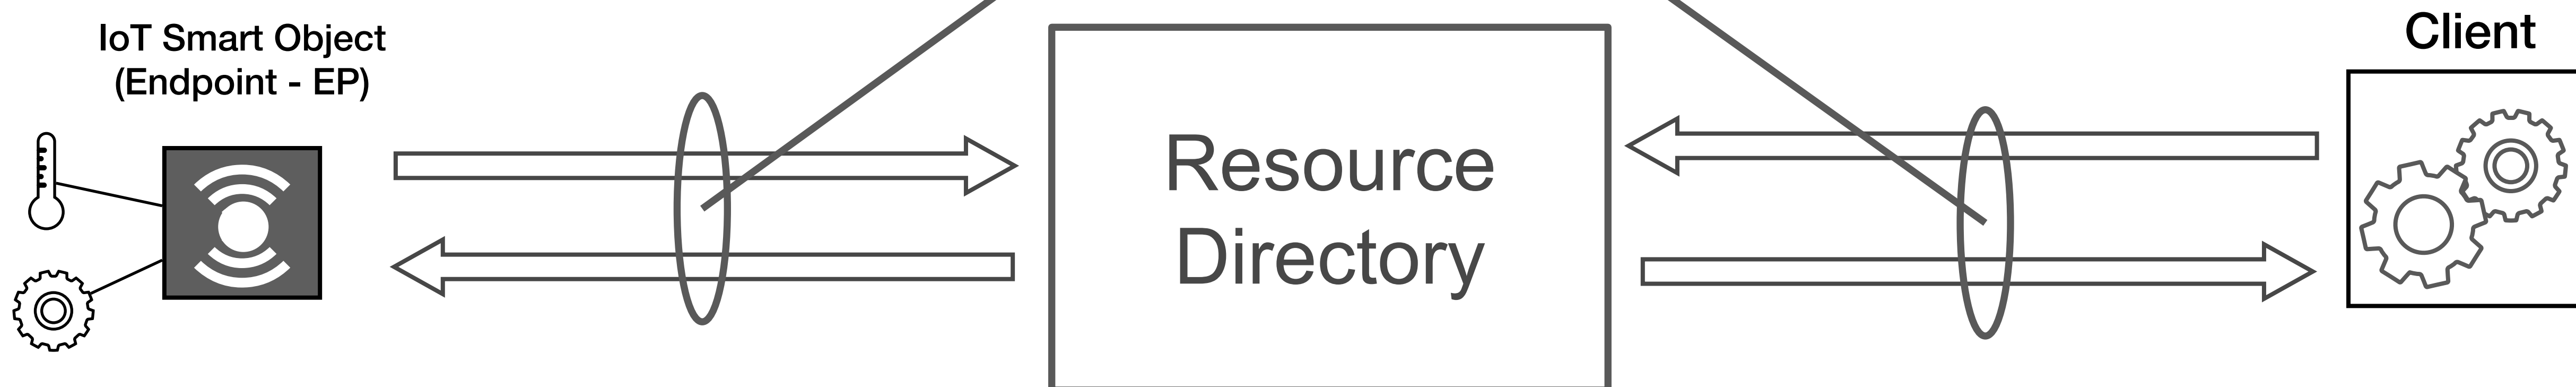 IoT Smart Object
(Endpoint - EP)
Resource
Directory
Client